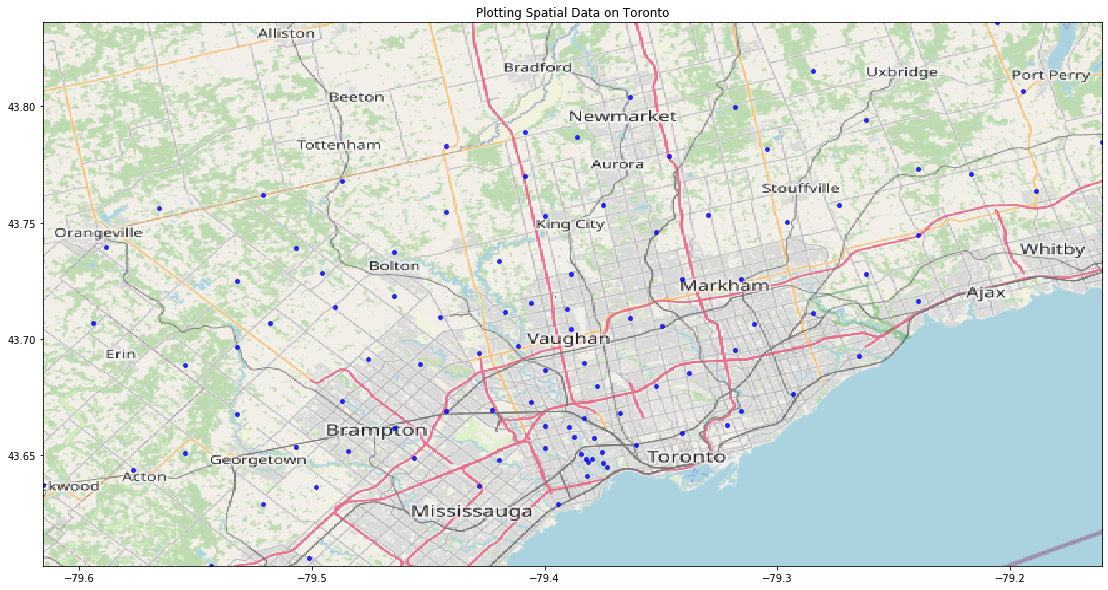 Plotting Spatial Data on Toronto
Alliston
Bradford
Uxbridge
Port Perry
Beeton
43.80
Newmarket
Tottenham
Aurora
Stouffville
43.75
King City
Orangeville
Whitby
Bolton
Markham
Ajax
43.70
Vaughan
Erin
Brampton
43.65
Georgetown
Toronto
Acton
kwood
Mississauga
−79.6
−79.5
−79.4
−79.3
−79.2